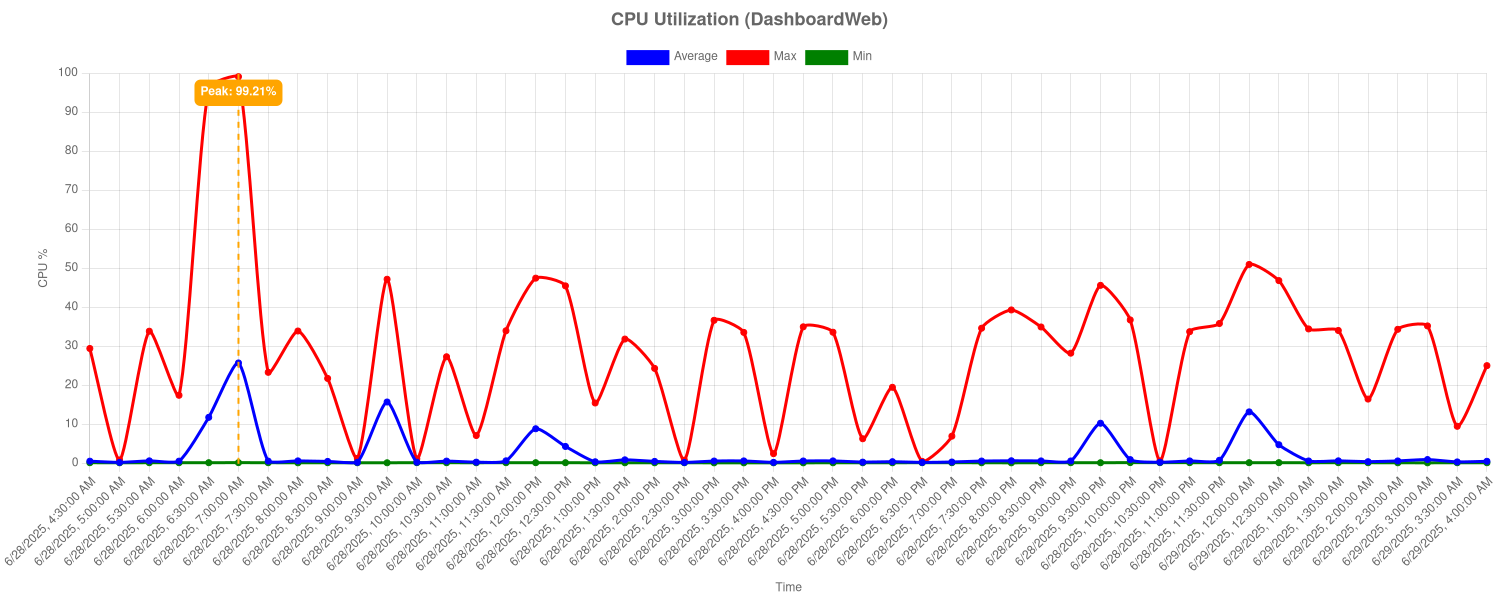 CPU Utilization (DashboardWeb)
Average Max Min
100
90
80
70
60
50
40
30
20
10
0
CPU %
Peak: 99.21%
6/28/2025, 4:30:00 AM
6/28/2025, 5:00:00 AM
6/28/2025, 5:30:00 AM
6/28/2025, 6:00:00 AM
6/28/2025, 6:30:00 AM
6/28/2025, 7:00:00 AM
6/28/2025, 7:30:00 AM
6/28/2025, 8:00:00 AM
6/28/2025, 8:30:00 AM
6/28/2025, 9:00:00 AM
6/28/2025, 9:30:00 AM
6/28/2025, 10:00:00 AM
6/28/2025, 10:30:00 AM
6/28/2025, 11:00:00 AM
6/28/2025, 11:30:00 AM
6/28/2025, 12:00:00 PM
6/28/2025, 12:30:00 PM
6/28/2025, 1:00:00 PM
6/28/2025, 1:30:00 PM
6/28/2025, 2:00:00 PM
6/28/2025, 2:30:00 PM
6/28/2025, 3:00:00 PM
6/28/2025, 3:30:00 PM
6/28/2025, 4:00:00 PM
6/28/2025, 4:30:00 PM
6/28/2025, 5:00:00 PM
6/28/2025, 5:30:00 PM
6/28/2025, 6:00:00 PM
6/28/2025, 6:30:00 PM
6/28/2025, 7:00:00 PM
6/28/2025, 7:30:00 PM
6/28/2025, 8:00:00 PM
6/28/2025, 8:30:00 PM
6/28/2025, 9:00:00 PM
6/28/2025, 9:30:00 PM
6/28/2025, 10:00:00 PM
6/28/2025, 10:30:00 PM
6/28/2025, 11:00:00 PM
6/28/2025, 11:30:00 PM
6/29/2025, 12:00:00 AM
6/29/2025, 12:30:00 AM
6/29/2025, 1:00:00 AM
6/29/2025, 1:30:00 AM
6/29/2025, 2:00:00 AM
6/29/2025, 2:30:00 AM
6/29/2025, 3:00:00 AM
6/29/2025, 3:30:00 AM
6/29/2025, 4:00:00 AM
Time